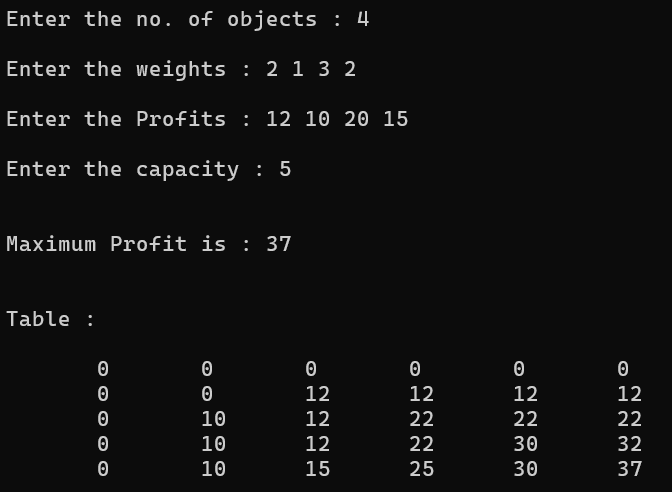 Enter the no. of objects : 4
Enter the weights : 2 1 3 2
Enter the Profits : 12 10 20 15
Enter the capacity : 5
Maximum Profit is : 37
Table :
0 0 0 0 0 0
0 0 12 12 12 12
0 10 12 22 22 22
0 10 12 22 30 32
0 10 15 25 30 37